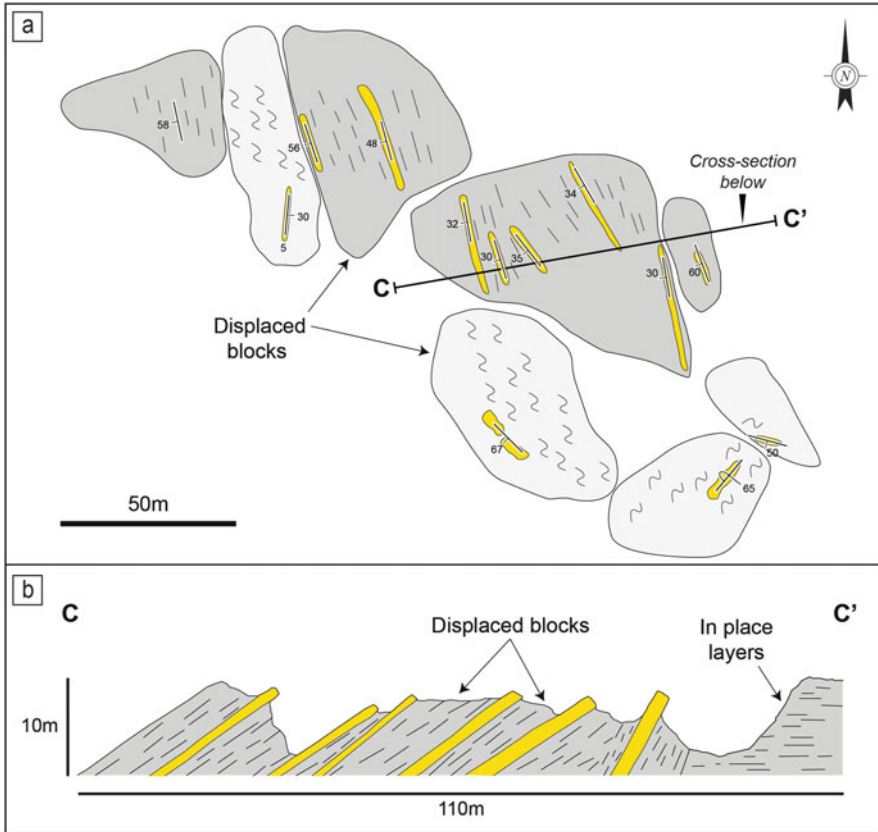 a
N
58
56
48
30
5
Cross-section
below
34
32
C'
30
35
C
30
60
Displaced
blocks
67
50
65
50m
b
C
C'
Displaced blocks
In place
layers
10m
110m